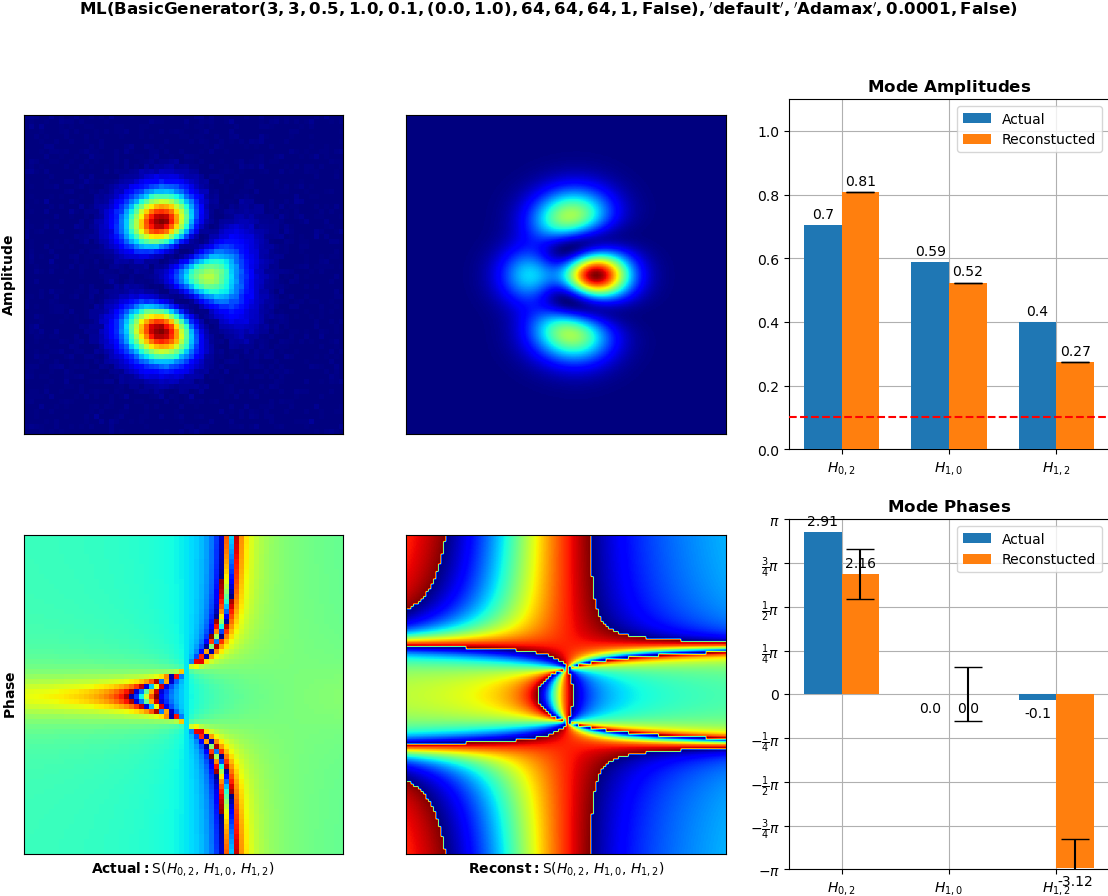 ML(BasicGenerator(3, 3, 0.5, 1.0, 0.1, (0.0, 1.0), 64, 64, 64, 1, False), 'default', 'Adamax', 0.0001, False)
Amplitude
Mode Amplitudes
Actual
Reconstucted
1.0
0.8
0.6
0.4
0.2
0.0
0.7
0.81
0.59
0.52
0.4
0.27
H0, 2
H1, 0
H1, 2
Phase
Actual: S(H0, 2, H1, 0, H1, 2)
Reconst: S(H0, 2, H1, 0, H1, 2)
Mode Phases
Actual
Reconstucted
π
3/4π
1/2π
1/4π
0
−1/4π
−1/2π
−3/4π
−π
2.91
2.16
0.0
0.0
-0.1
-3.12
H0, 2
H1, 0
H1, 2